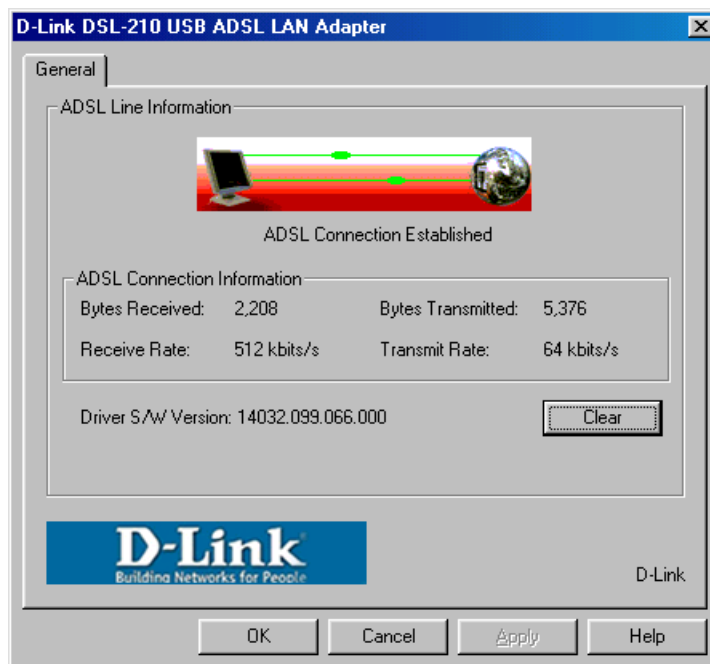 D-Link DSL-210 USB ADSL LAN Adapter
General
ADSL Line Information
ADSL Connection Established
ADSL Connection Information
Bytes Received: 2,208 Bytes Transmitted: 5,376
Receive Rate: 512 kbits/s Transmit Rate: 64 kbits/s
Driver S/W Version: 14032.099.066.000 Clear
D-Link
Building Networks for People
D-Link
OK Cancel Apply Help